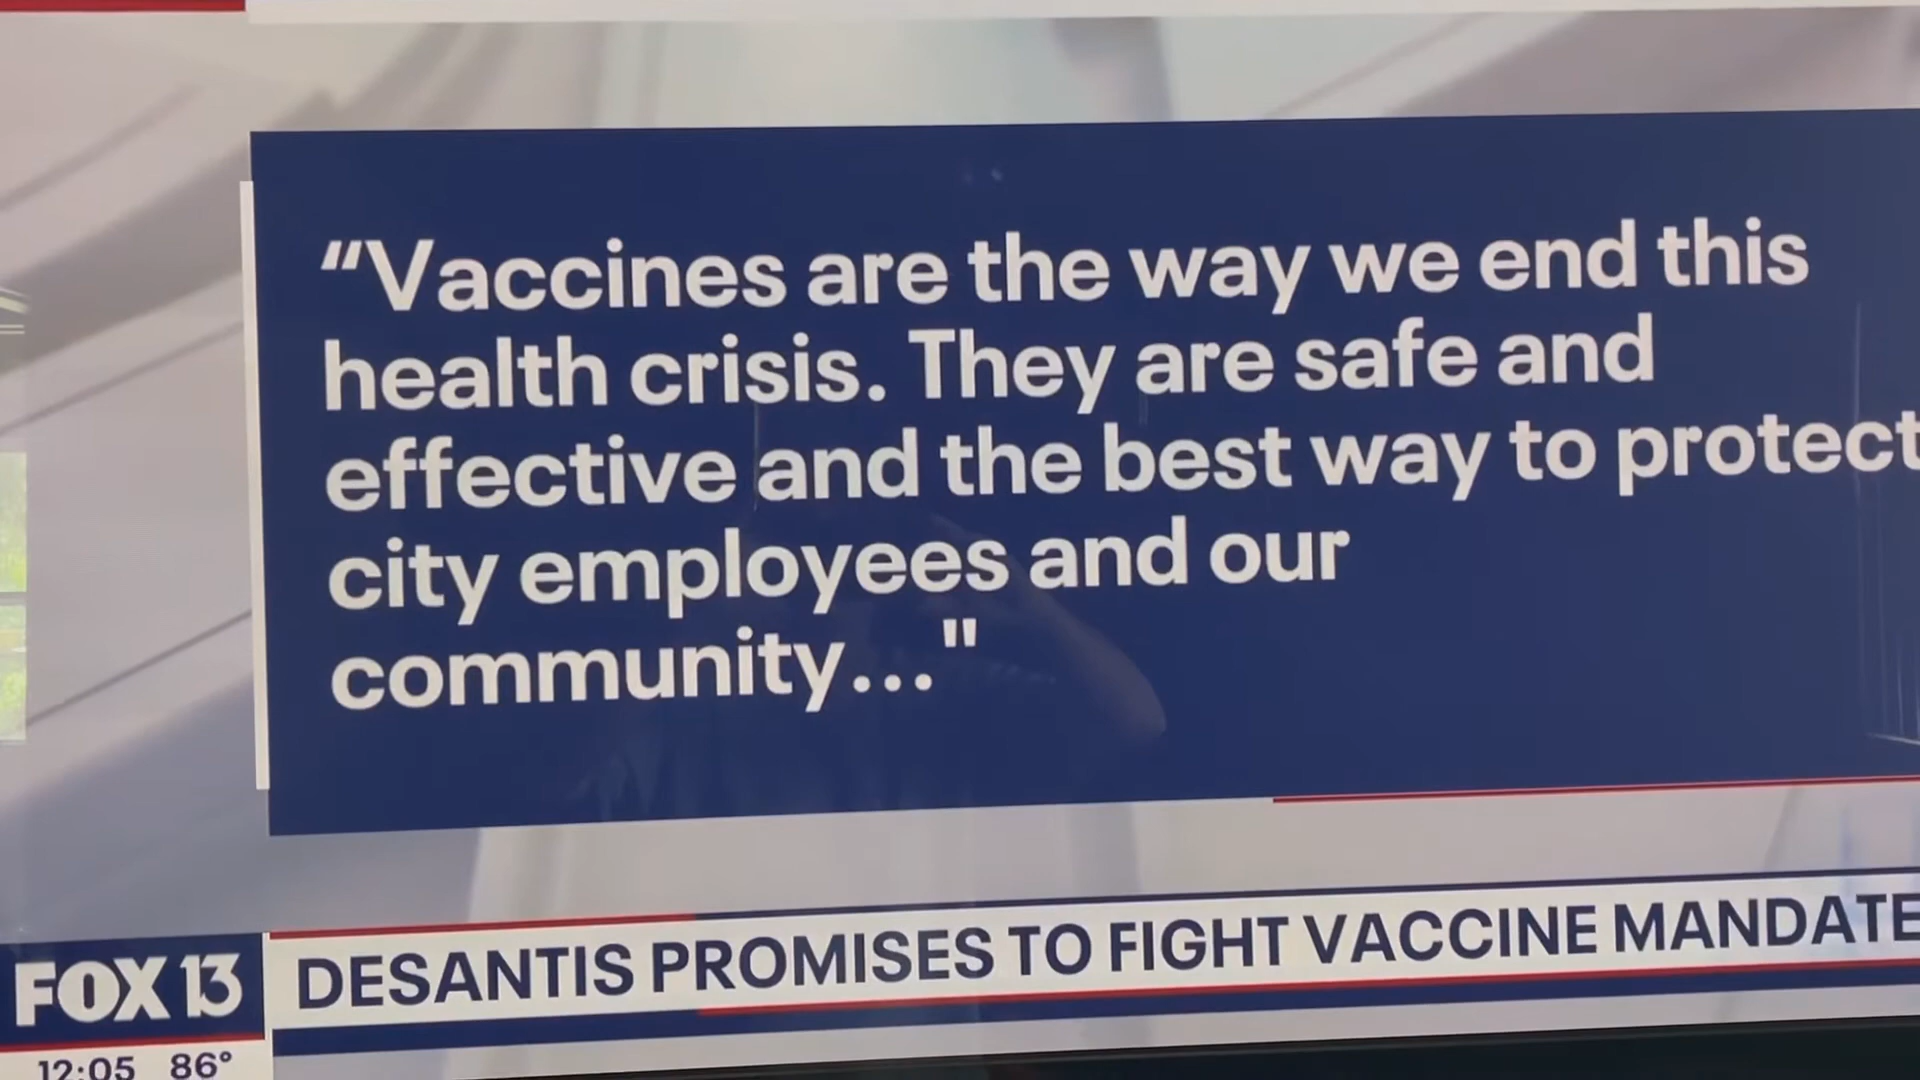 “Vaccines are the way we end this
health crisis. They are safe and
effective and the best way to protect
city employees and our
community..."
DESANTIS PROMISES TO FIGHT VACCINE MANDATE
FOX 13
12:05 86°